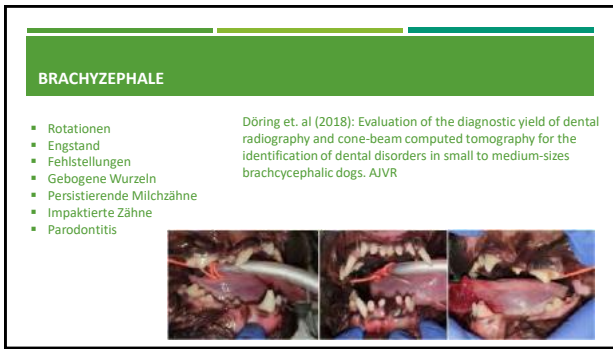 BRACHYZEPHALE
▪ Rotationen
▪ Engstand
▪ Fehlstellungen
▪ Gebogene Wurzeln
▪ Persistierende Milchzähne
▪ Impaktierte Zähne
▪ Parodontitis
Döring et. al (2018): Evaluation of the diagnostic yield of dental
radiography and cone-beam computed tomography for the
identification of dental disorders in small to medium-sizes
brachcycephalic dogs. AJVR